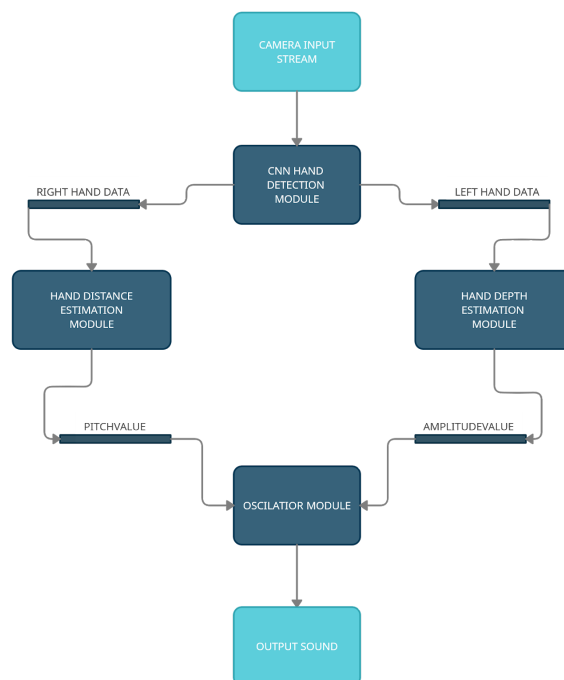 CAMERA INPUT
STREAM
CNN HAND
DETECTION
MODULE
RIGHT HAND DATA
LEFT HAND DATA
HAND DISTANCE
ESTIMATION
MODULE
HAND DEPTH
ESTIMATION
MODULE
PITCHVALUE
AMPLITUDEVALUE
OSCILATIOR MODULE
OUTPUT SOUND